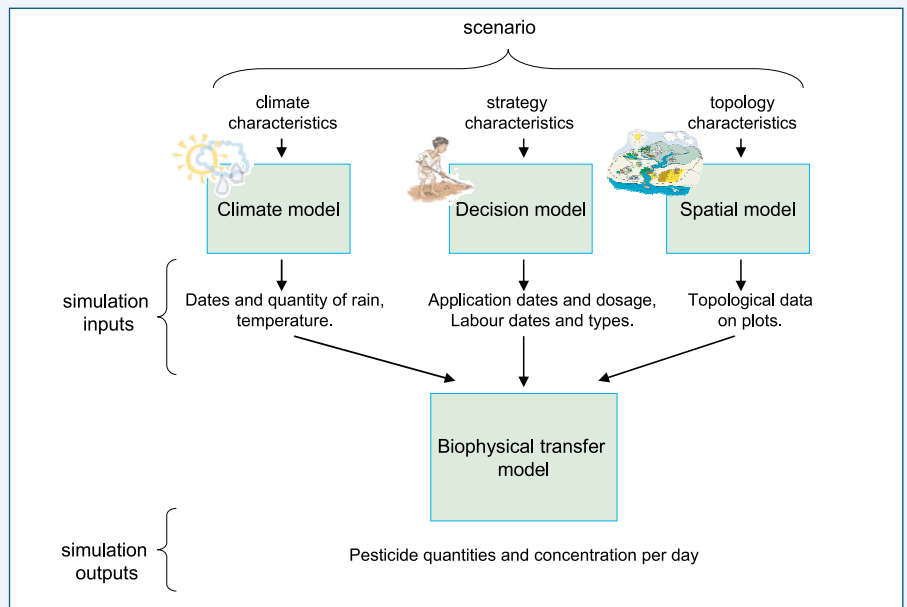 scenario
climate
characteristics
strategy
characteristics
topology
characteristics
Climate model
Decision model
Spatial model
simulation
inputs
Dates and quantity of rain,
temperature.
Application dates and dosage,
Labour dates and types.
Topological data
on plots.
Biophysical transfer
model
simulation
outputs
Pesticide quantities and concentration per day